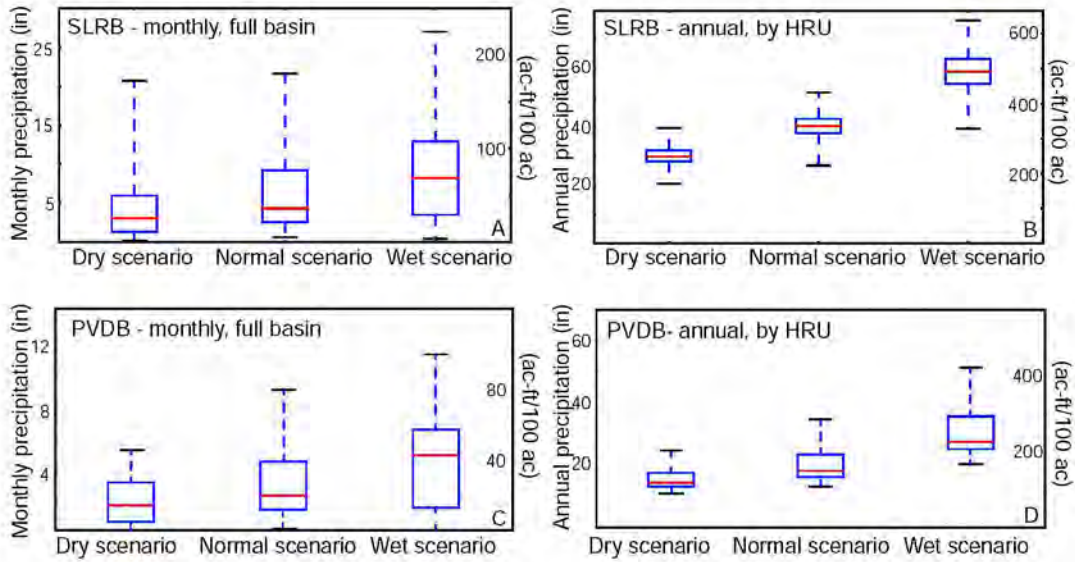 SLRB - monthly, full basin
Monthly precipitation (in)
25
15
5
200
100
(ac-ft/100 ac)
A
Dry scenario
Normal scenario
Wet scenario
SLRB - annual, by HRU
Annual precipitation (in)
60
40
20
600
400
200
(ac-ft/100 ac)
B
Dry scenario
Normal scenario
Wet scenario
PVDB - monthly, full basin
Monthly precipitation (in)
12
8
4
80
40
(ac-ft/100 ac)
C
Dry scenario
Normal scenario
Wet scenario
PVDB- annual, by HRU
Annual precipitation (in)
60
40
20
400
200
(ac-ft/100 ac)
D
Dry scenario
Normal scenario
Wet scenario